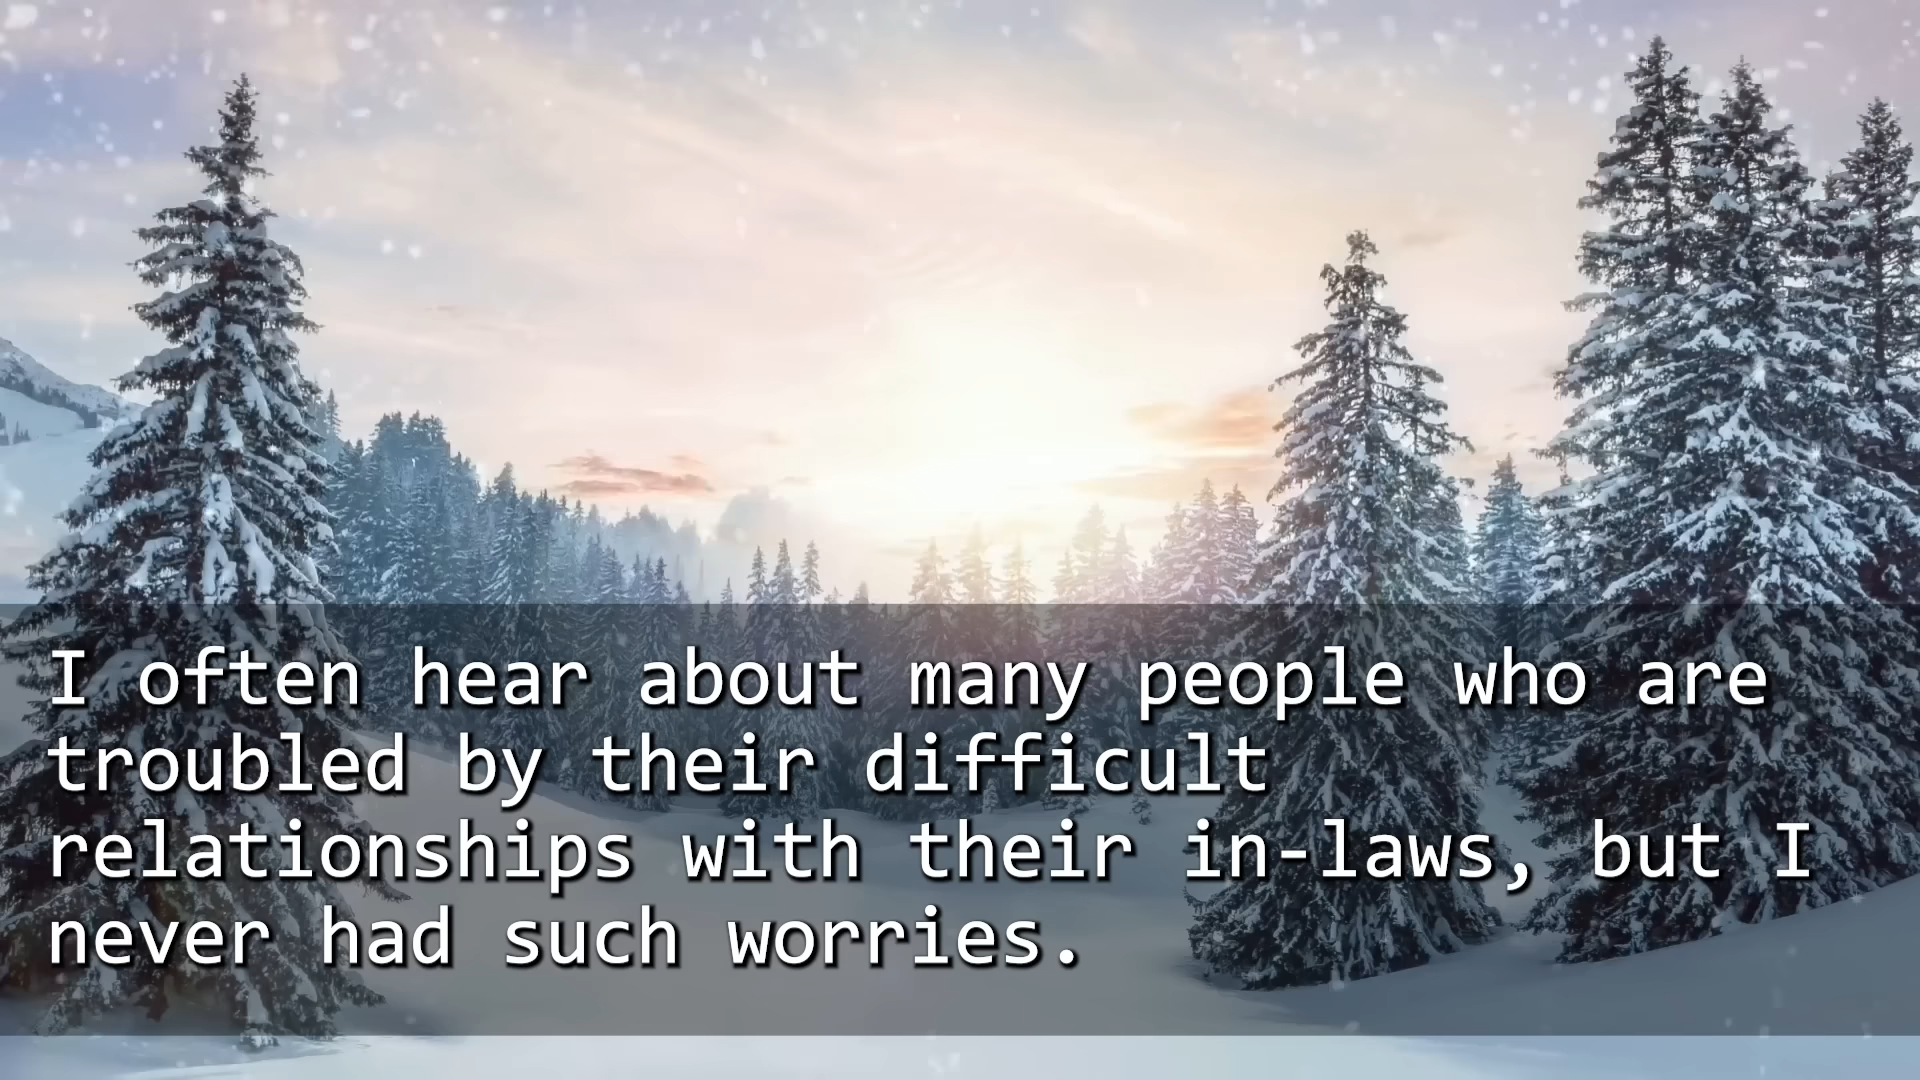 I often hear about many people who are
troubled by their difficult
relationships with their in-laws, but I
never had such worries.